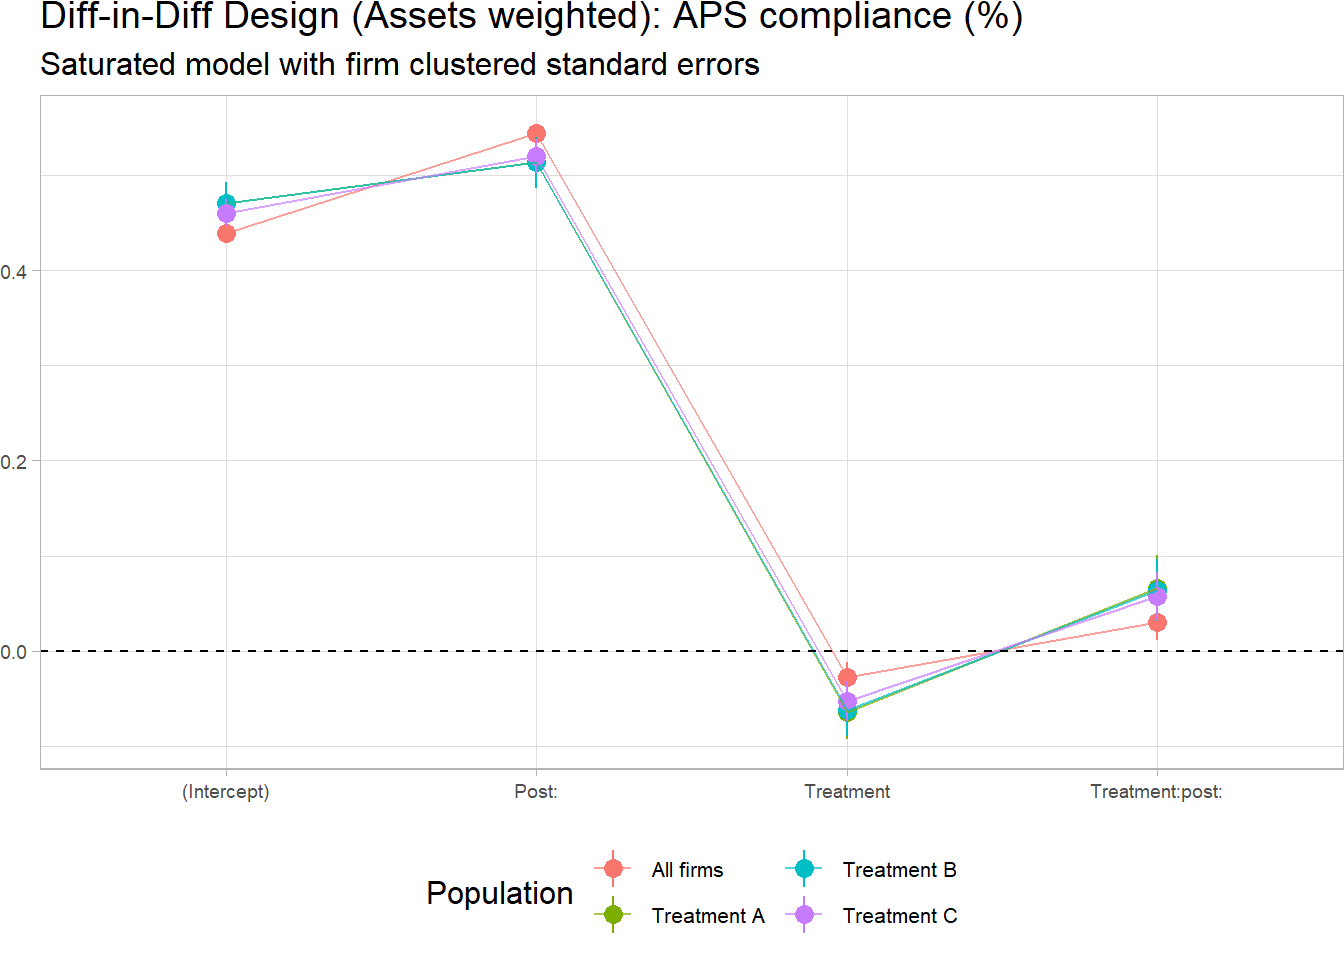 Diff-in-Diff Design (Assets weighted): APS compliance (%)
Saturated model with firm clustered standard errors
0.4
0.2
0.0
(Intercept)
Post:
Treatment
Treatment:post:
Population
All firms
Treatment B
Treatment A
Treatment C